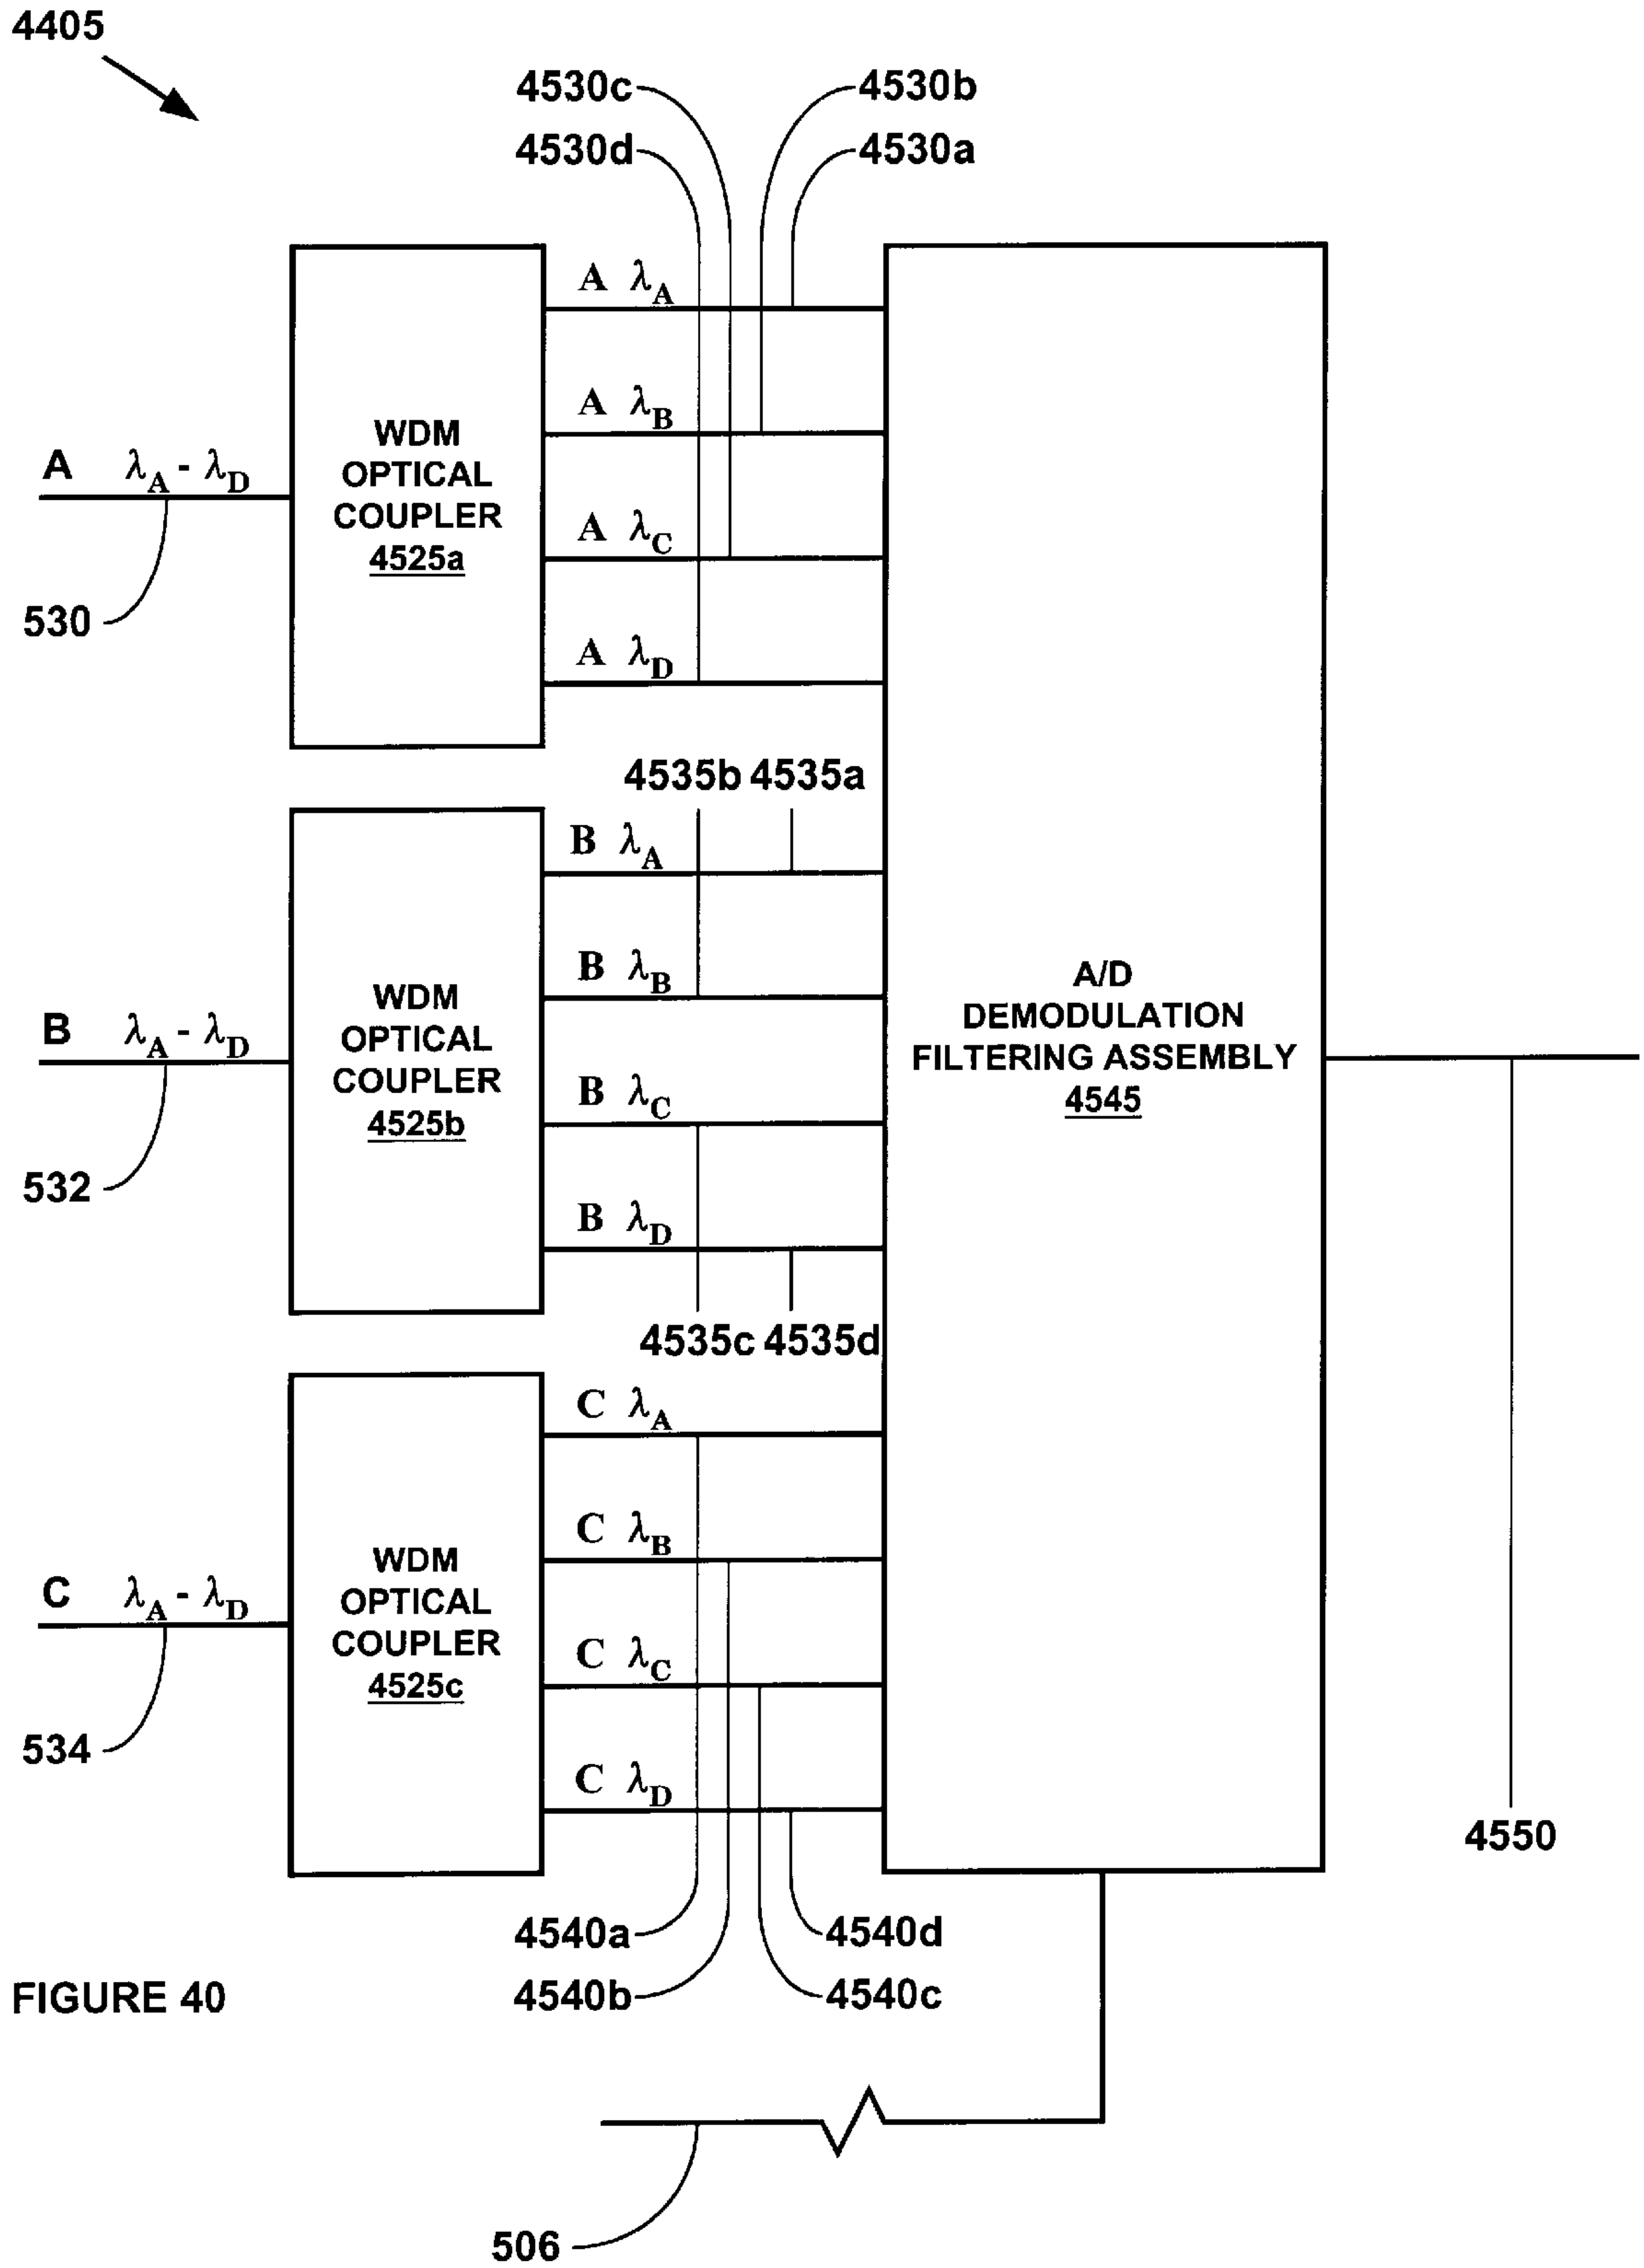 4405
4530c
4530b
4530d
4530a
A λA
A λB
WDM
OPTICAL
COUPLER
4525a
A λA - λD
A λC
530
A λD
4535b 4535a
B λA
B λB
WDM
OPTICAL
COUPLER
4525b
B λA - λD
A/D
DEMODULATION
FILTERING ASSEMBLY
4545
B λC
532
B λD
4535c 4535d
C λA
C λB
WDM
OPTICAL
COUPLER
4525c
C λA - λD
C λC
534
C λD
4550
4540a
4540d
4540b
4540c
FIGURE 40
506